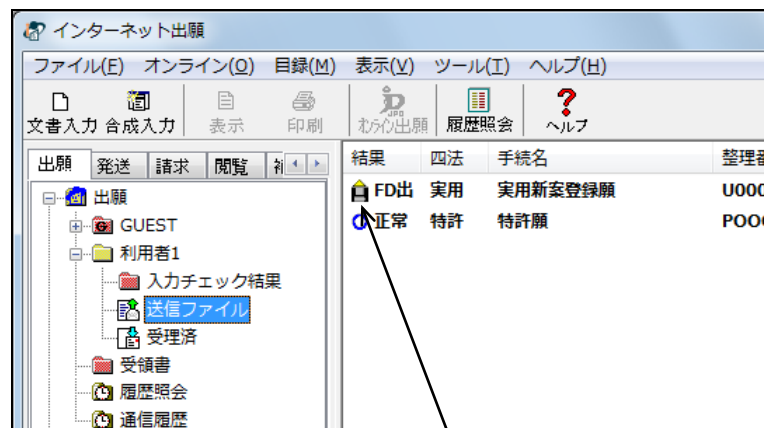 インターネット出願
ファイル(F) オンライン(O) 目録(M) 表示(V) ツール(T) ヘルプ(H)
文書入力 合成入力 表示 印刷 オンライン出願 履歴照会 ヘルプ
出願 発送 請求 閲覧
結果 四法 手続名
出願
GUEST
利用者1
入力チェック結果
送信ファイル
受理済
受領書
履歴照会
通信履歴
FD出 実用 実用新案登録願 U000
正常 特許 特許願